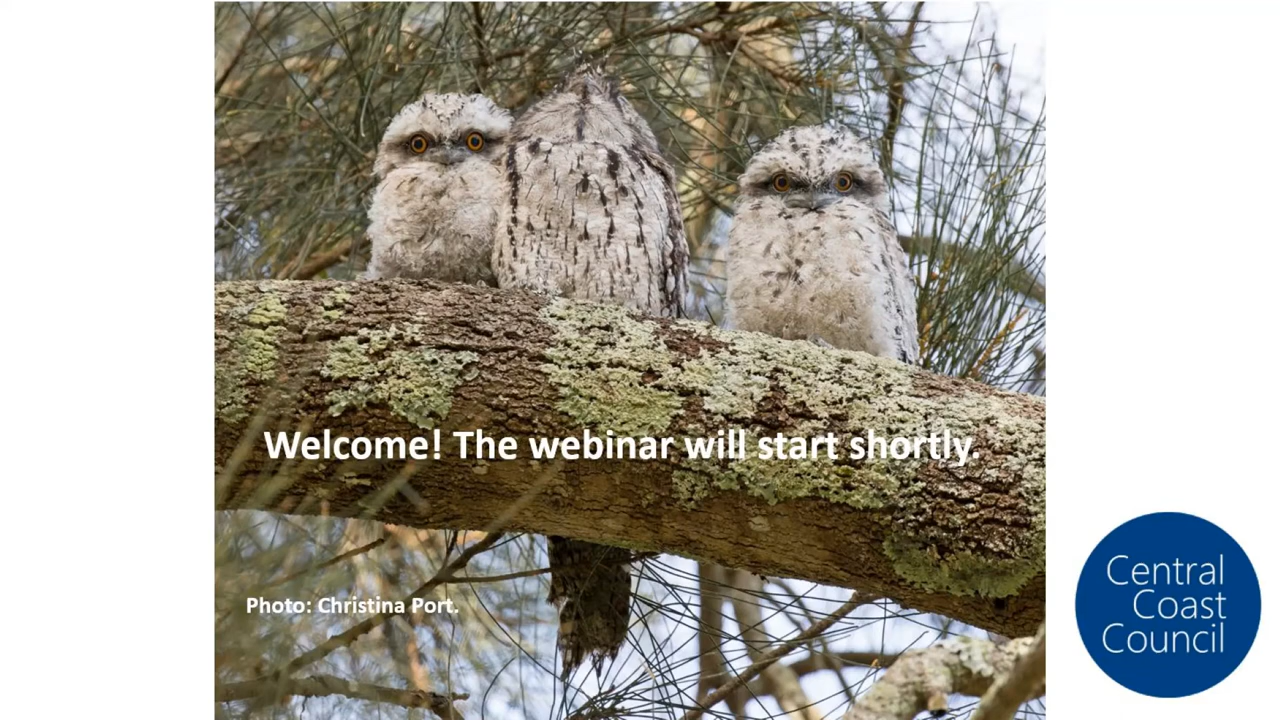 Welcome! The webinar will start shortly.
Photo: Christina Port.
Central
Coast
Council